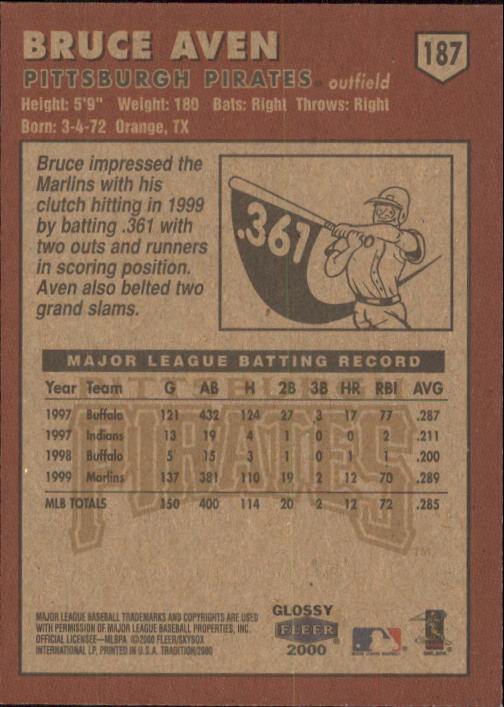 BRUCE AVEN
187
PITTSBURGH PIRATES® outfield
Height: 5'9" Weight: 180 Bats: Right Throws: Right
Born: 3-4-72 Orange, TX
Bruce impressed the
Marlins with his
clutch hitting in 1999
by batting .361 with
two outs and runners
in scoring position.
Aven also belted two
grand slams.
.361
MAJOR LEAGUE BATTING RECORD
Year Team G AB H 2B 3B HR RBI AVG
1997 Buffalo 121 432 124 27 3 17 77 .287
1997 Indians 13 19 4 1 0 0 2 .211
1998 Buffalo 5 15 3 1 0 1 1 .200
1999 Marlins 137 381 110 19 2 12 70 .289
MLB TOTALS 150 400 114 20 2 12 72 .285
PITTSBURGH
PIRATES
TM
MAJOR LEAGUE BASEBALL TRADEMARKS AND COPYRIGHTS ARE USED
WITH PERMISSION OF MAJOR LEAGUE BASEBALL PROPERTIES, INC.
OFFICIAL LICENSEE—MLBPA ©2000 FLEER/SKYBOX
INTERNATIONAL LP. PRINTED IN U.S.A. TRADITION/2000
GLOSSY
FLEER
2000